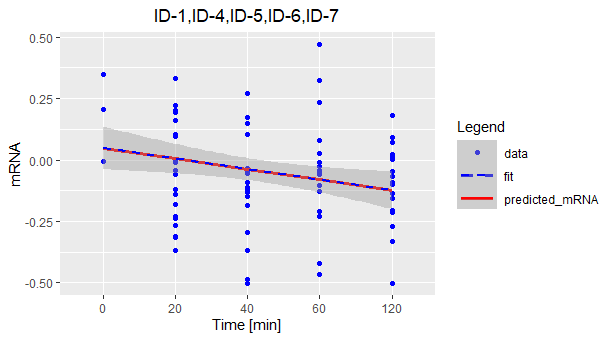 ID-1,ID-4,ID-5,ID-6,ID-7
0.50
0.25
0.00
-0.25
-0.50
mRNA
0
20
40
60
120
Time [min]
Legend
data
fit
predicted_mRNA